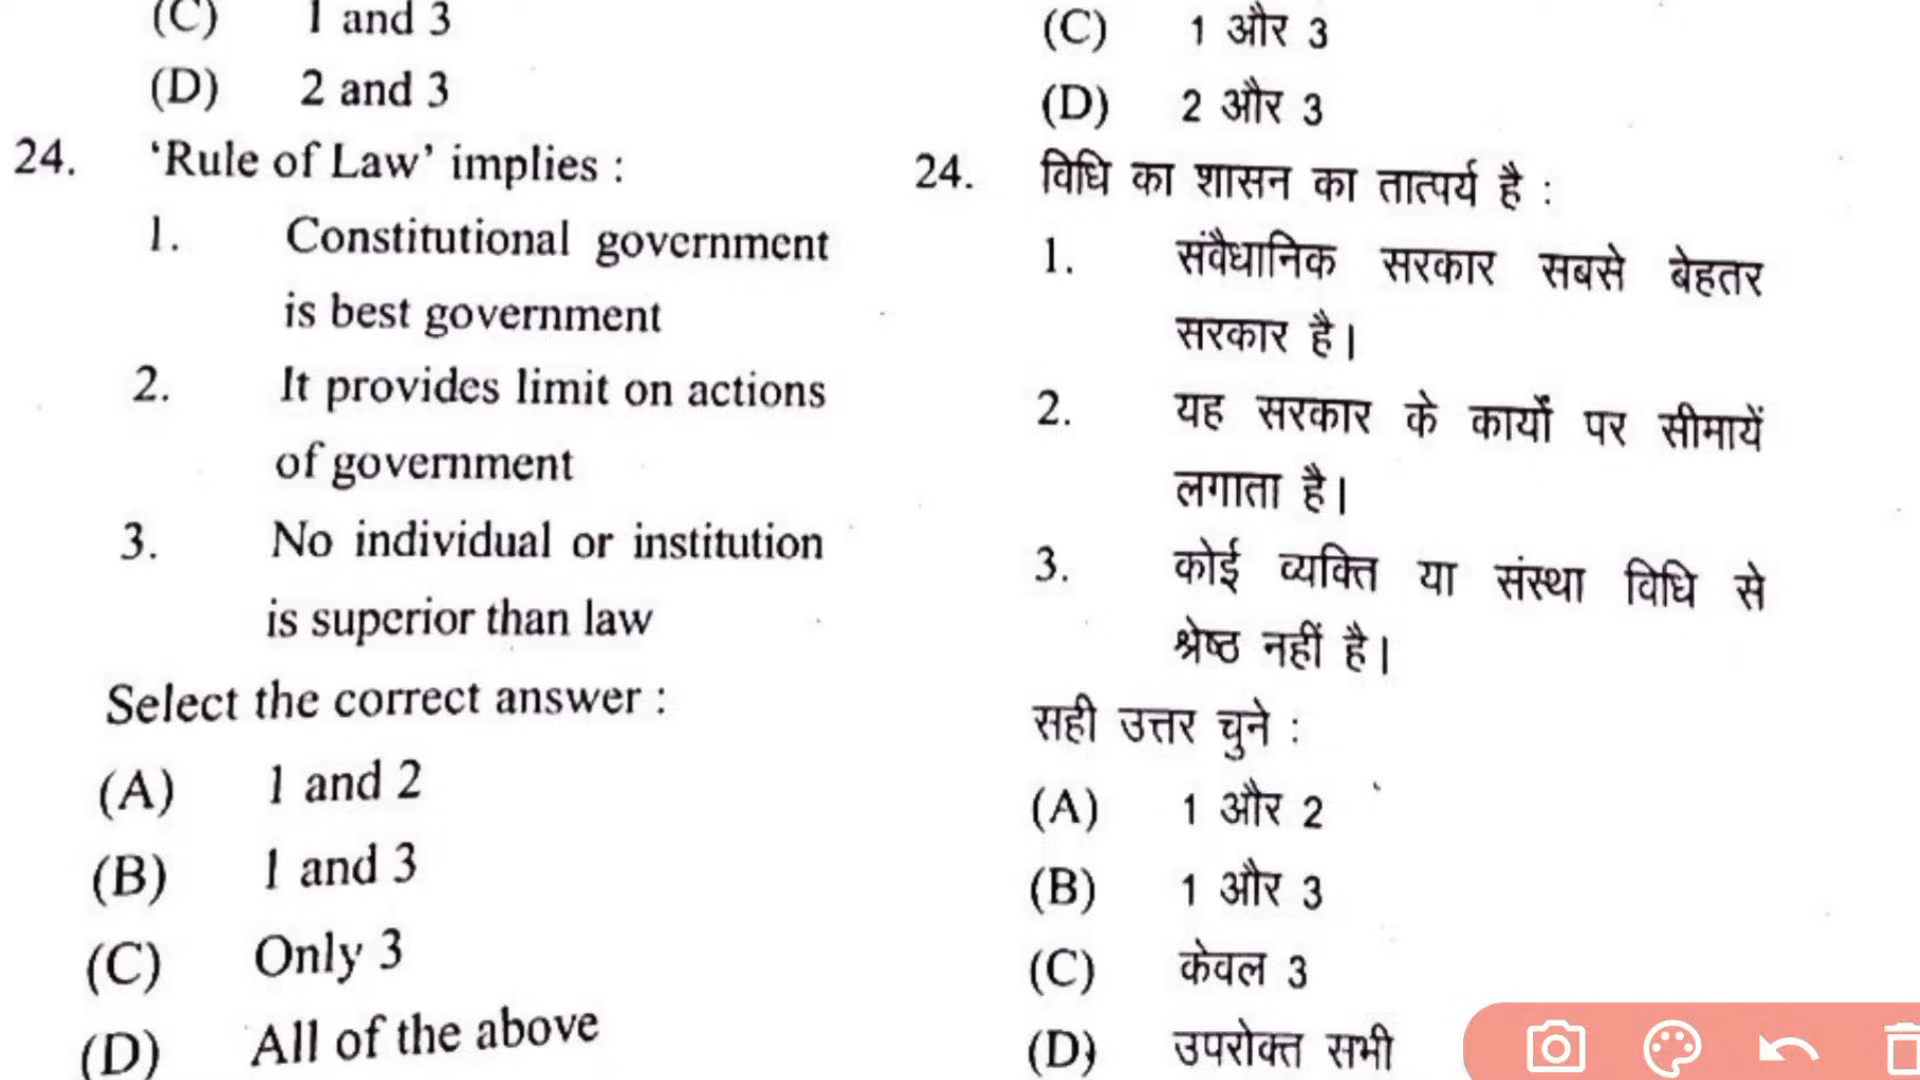 (C) 1 and 3
(D) 2 and 3
24. ‘Rule of Law’ implies :
1. Constitutional government
is best government
2. It provides limit on actions
of government
3. No individual or institution
is superior than law
Select the correct answer :
(A) 1 and 2
(B) 1 and 3
(C) Only 3
(D) All of the above
(C) 1 और 3
(D) 2 और 3
24. विधि का शासन का तात्पर्य है :
1. संवैधानिक सरकार सबसे बेहतर
सरकार है।
2. यह सरकार के कार्यों पर सीमायें
लगाता है।
3. कोई व्यक्ति या संस्था विधि से
श्रेष्ठ नहीं है।
सही उत्तर चुने :
(A) 1 और 2
(B) 1 और 3
(C) केवल 3
(D) उपरोक्त सभी